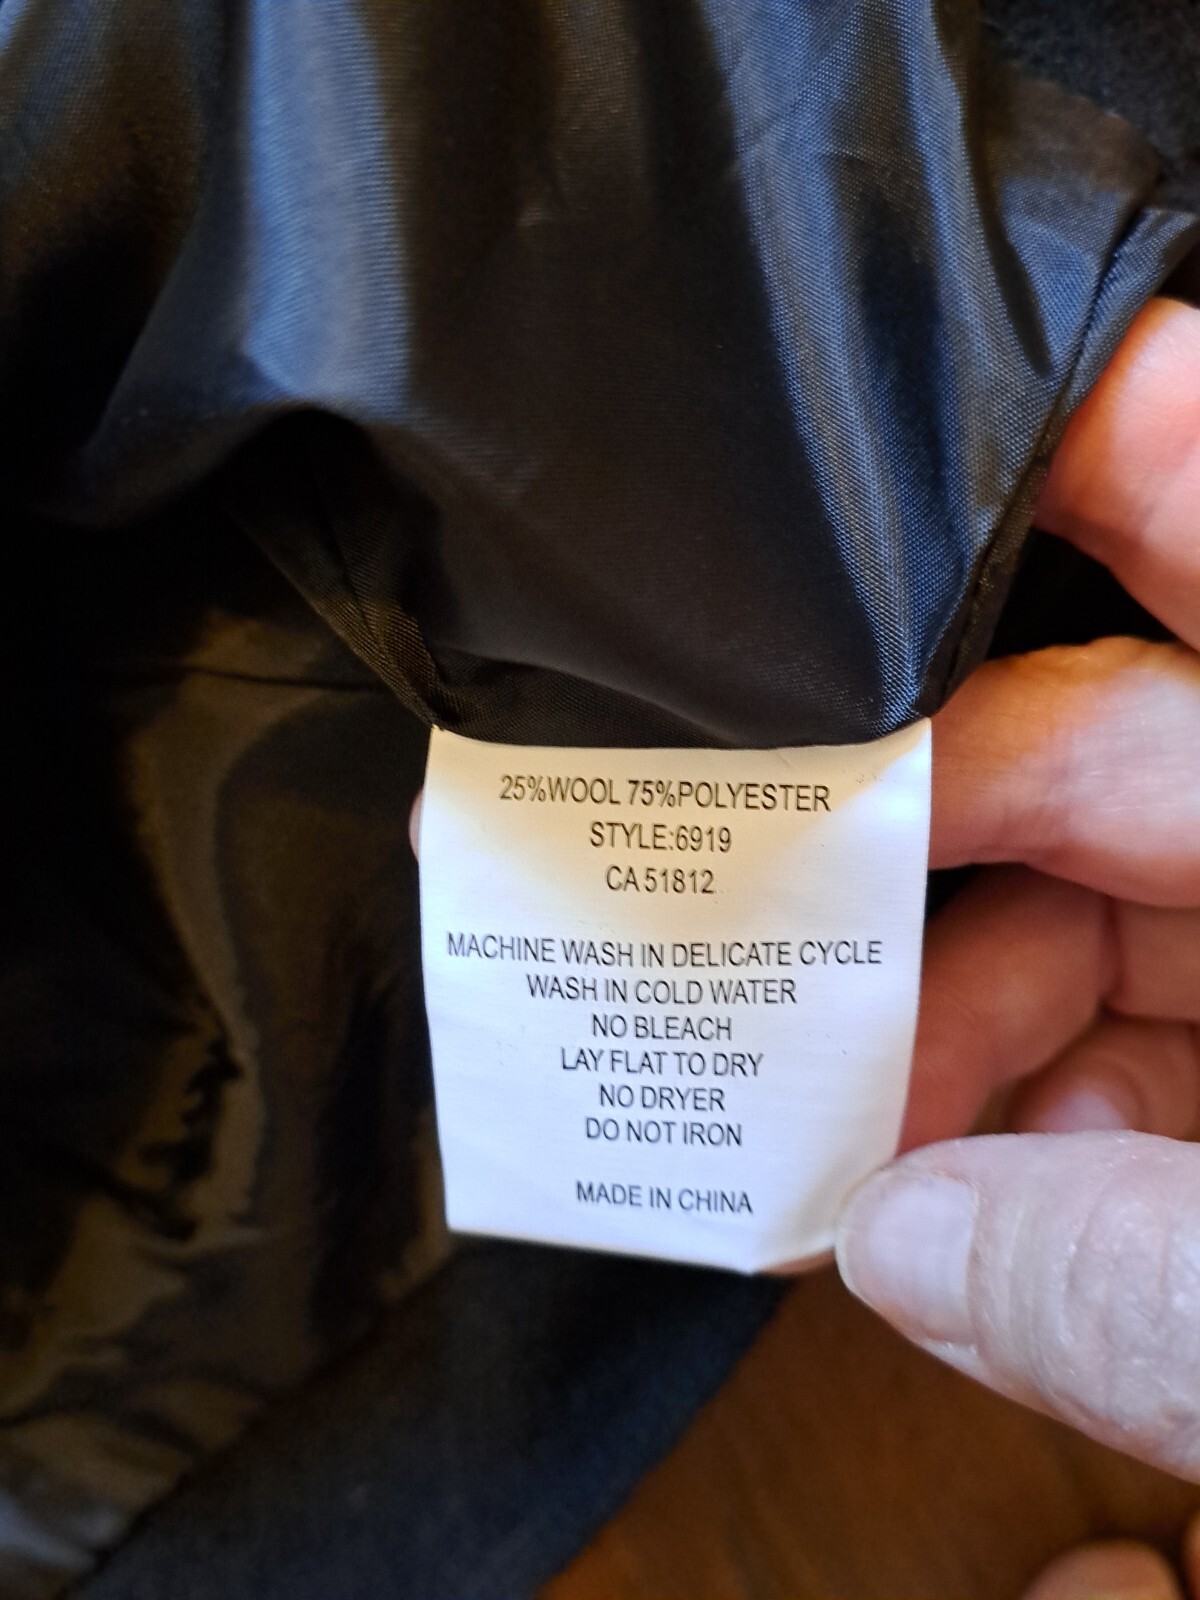 25%WOOL 75%POLYESTER
STYLE:6919
CA 51812
MACHINE WASH IN DELICATE CYCLE
WASH IN COLD WATER
NO BLEACH
LAY FLAT TO DRY
NO DRYER
DO NOT IRON
MADE IN CHINA